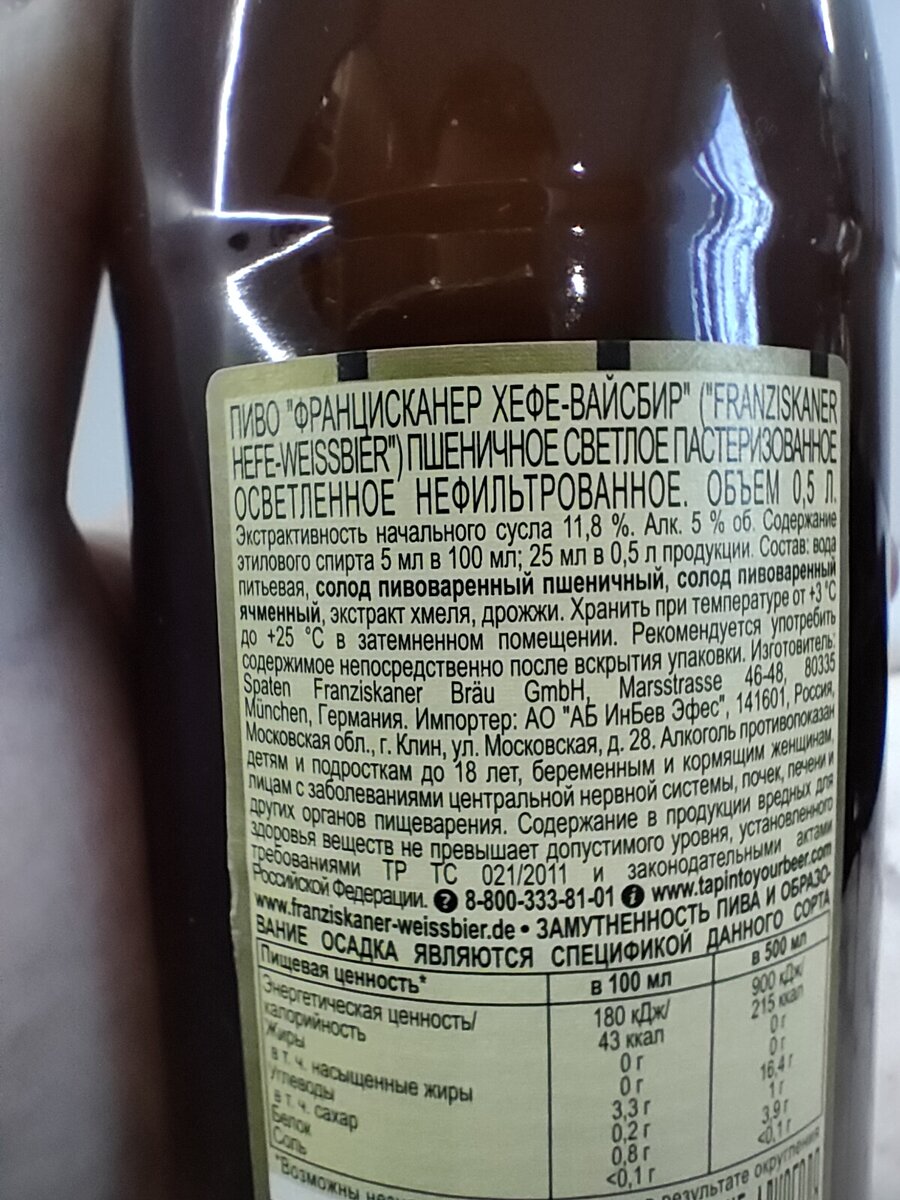 ПИВО "ФРАНЦИСКАНЕР ХЕФЕ-ВАЙСБИР" ("FRANZISKANER
HEFE-WEISSBIER") ПШЕНИЧНОЕ СВЕТЛОЕ ПАСТЕРИЗОВАННОЕ
ОСВЕТЛЕННОЕ НЕФИЛЬТРОВАННОЕ. ОБЪЕМ 0,5 Л.
Экстрактивность начального сусла 11,8 %. Алк. 5 % об. Содержание
этилового спирта 5 мл в 100 мл; 25 мл в 0,5 л продукции. Состав: вода
питьевая, солод пивоваренный пшеничный, солод пивоваренный
ячменный, экстракт хмеля, дрожжи. Хранить при температуре от +3 °C
до +25 °C в затемненном помещении. Рекомендуется употребить
содержимое непосредственно после вскрытия упаковки. Изготовитель:
Spaten Franziskaner Bräu GmbH, Marsstrasse 46-48, 80335
München, Германия. Импортер: АО "АБ ИнБев Эфес", 141601, Россия,
Московская обл., г. Клин, ул. Московская, д. 28. Алкоголь противопоказан
детям и подросткам до 18 лет, беременным и кормящим женщинам,
лицам с заболеваниями центральной нервной системы, почек, печени и
других органов пищеварения. Содержание в продукции вредных для
здоровья веществ не превышает допустимого уровня, установленного
требованиями ТР ТС 021/2011 и законодательными актами
Российской Федерации. 8-800-333-81-01 www.tapintoyourbeer.com
www.franziskaner-weissbier.de • ЗАМУТНЕННОСТЬ ПИВА И ОБРАЗО-
ВАНИЕ ОСАДКА ЯВЛЯЮТСЯ СПЕЦИФИКОЙ ДАННОГО СОРТА
Пищевая ценность* в 100 мл в 500 мл
Энергетическая ценность/ 180 кДж/ 900 кДж/
калорийность 43 ккал 215 ккал
Жиры 0 г 0 г
в т. ч. насыщенные жиры 0 г 0 г
Углеводы 3,3 г 16,4 г
в т. ч. сахар 0,2 г 1 г
Белок 0,8 г 3,9 г
Соль <0,1 г <0,1 г
*Возможны результате округления